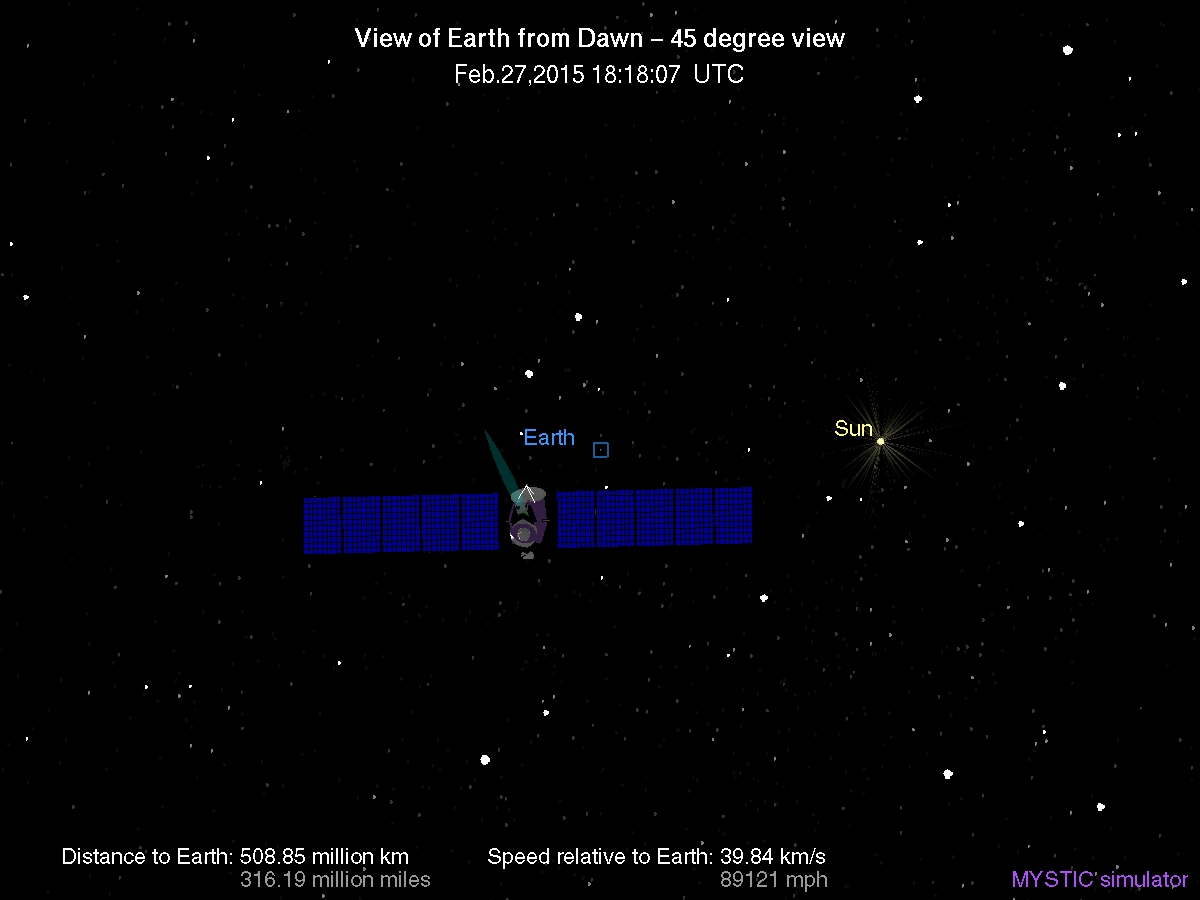 View of Earth from Dawn – 45 degree view
Feb.27,2015 18:18:07 UTC
Sun
Earth
Distance to Earth: 508.85 million km
316.19 million miles
Speed relative to Earth: 39.84 km/s
89121 mph
MYSTIC simulator